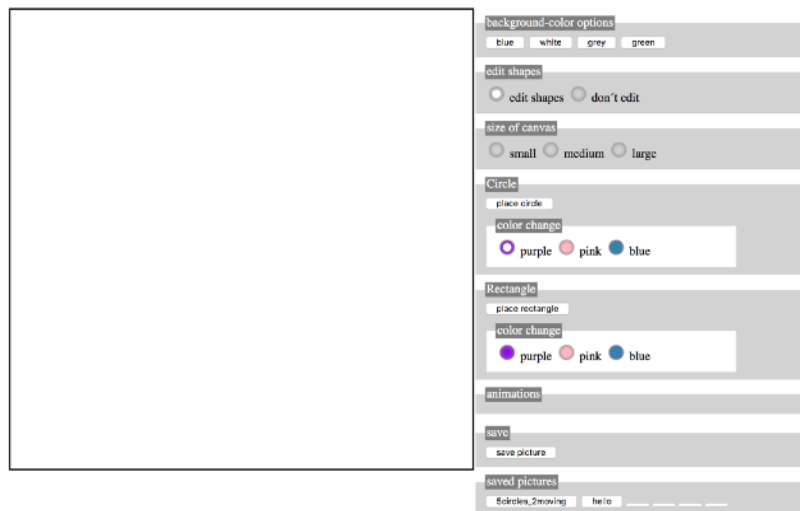 background-color options
blue white grey green
edit shapes
edit shapes don´t edit
size of canvas
small medium large
Circle
place circle
color change
purple pink blue
Rectangle
place rectangle
color change
purple pink blue
animations
save
save picture
saved pictures
5circles_2moving hello